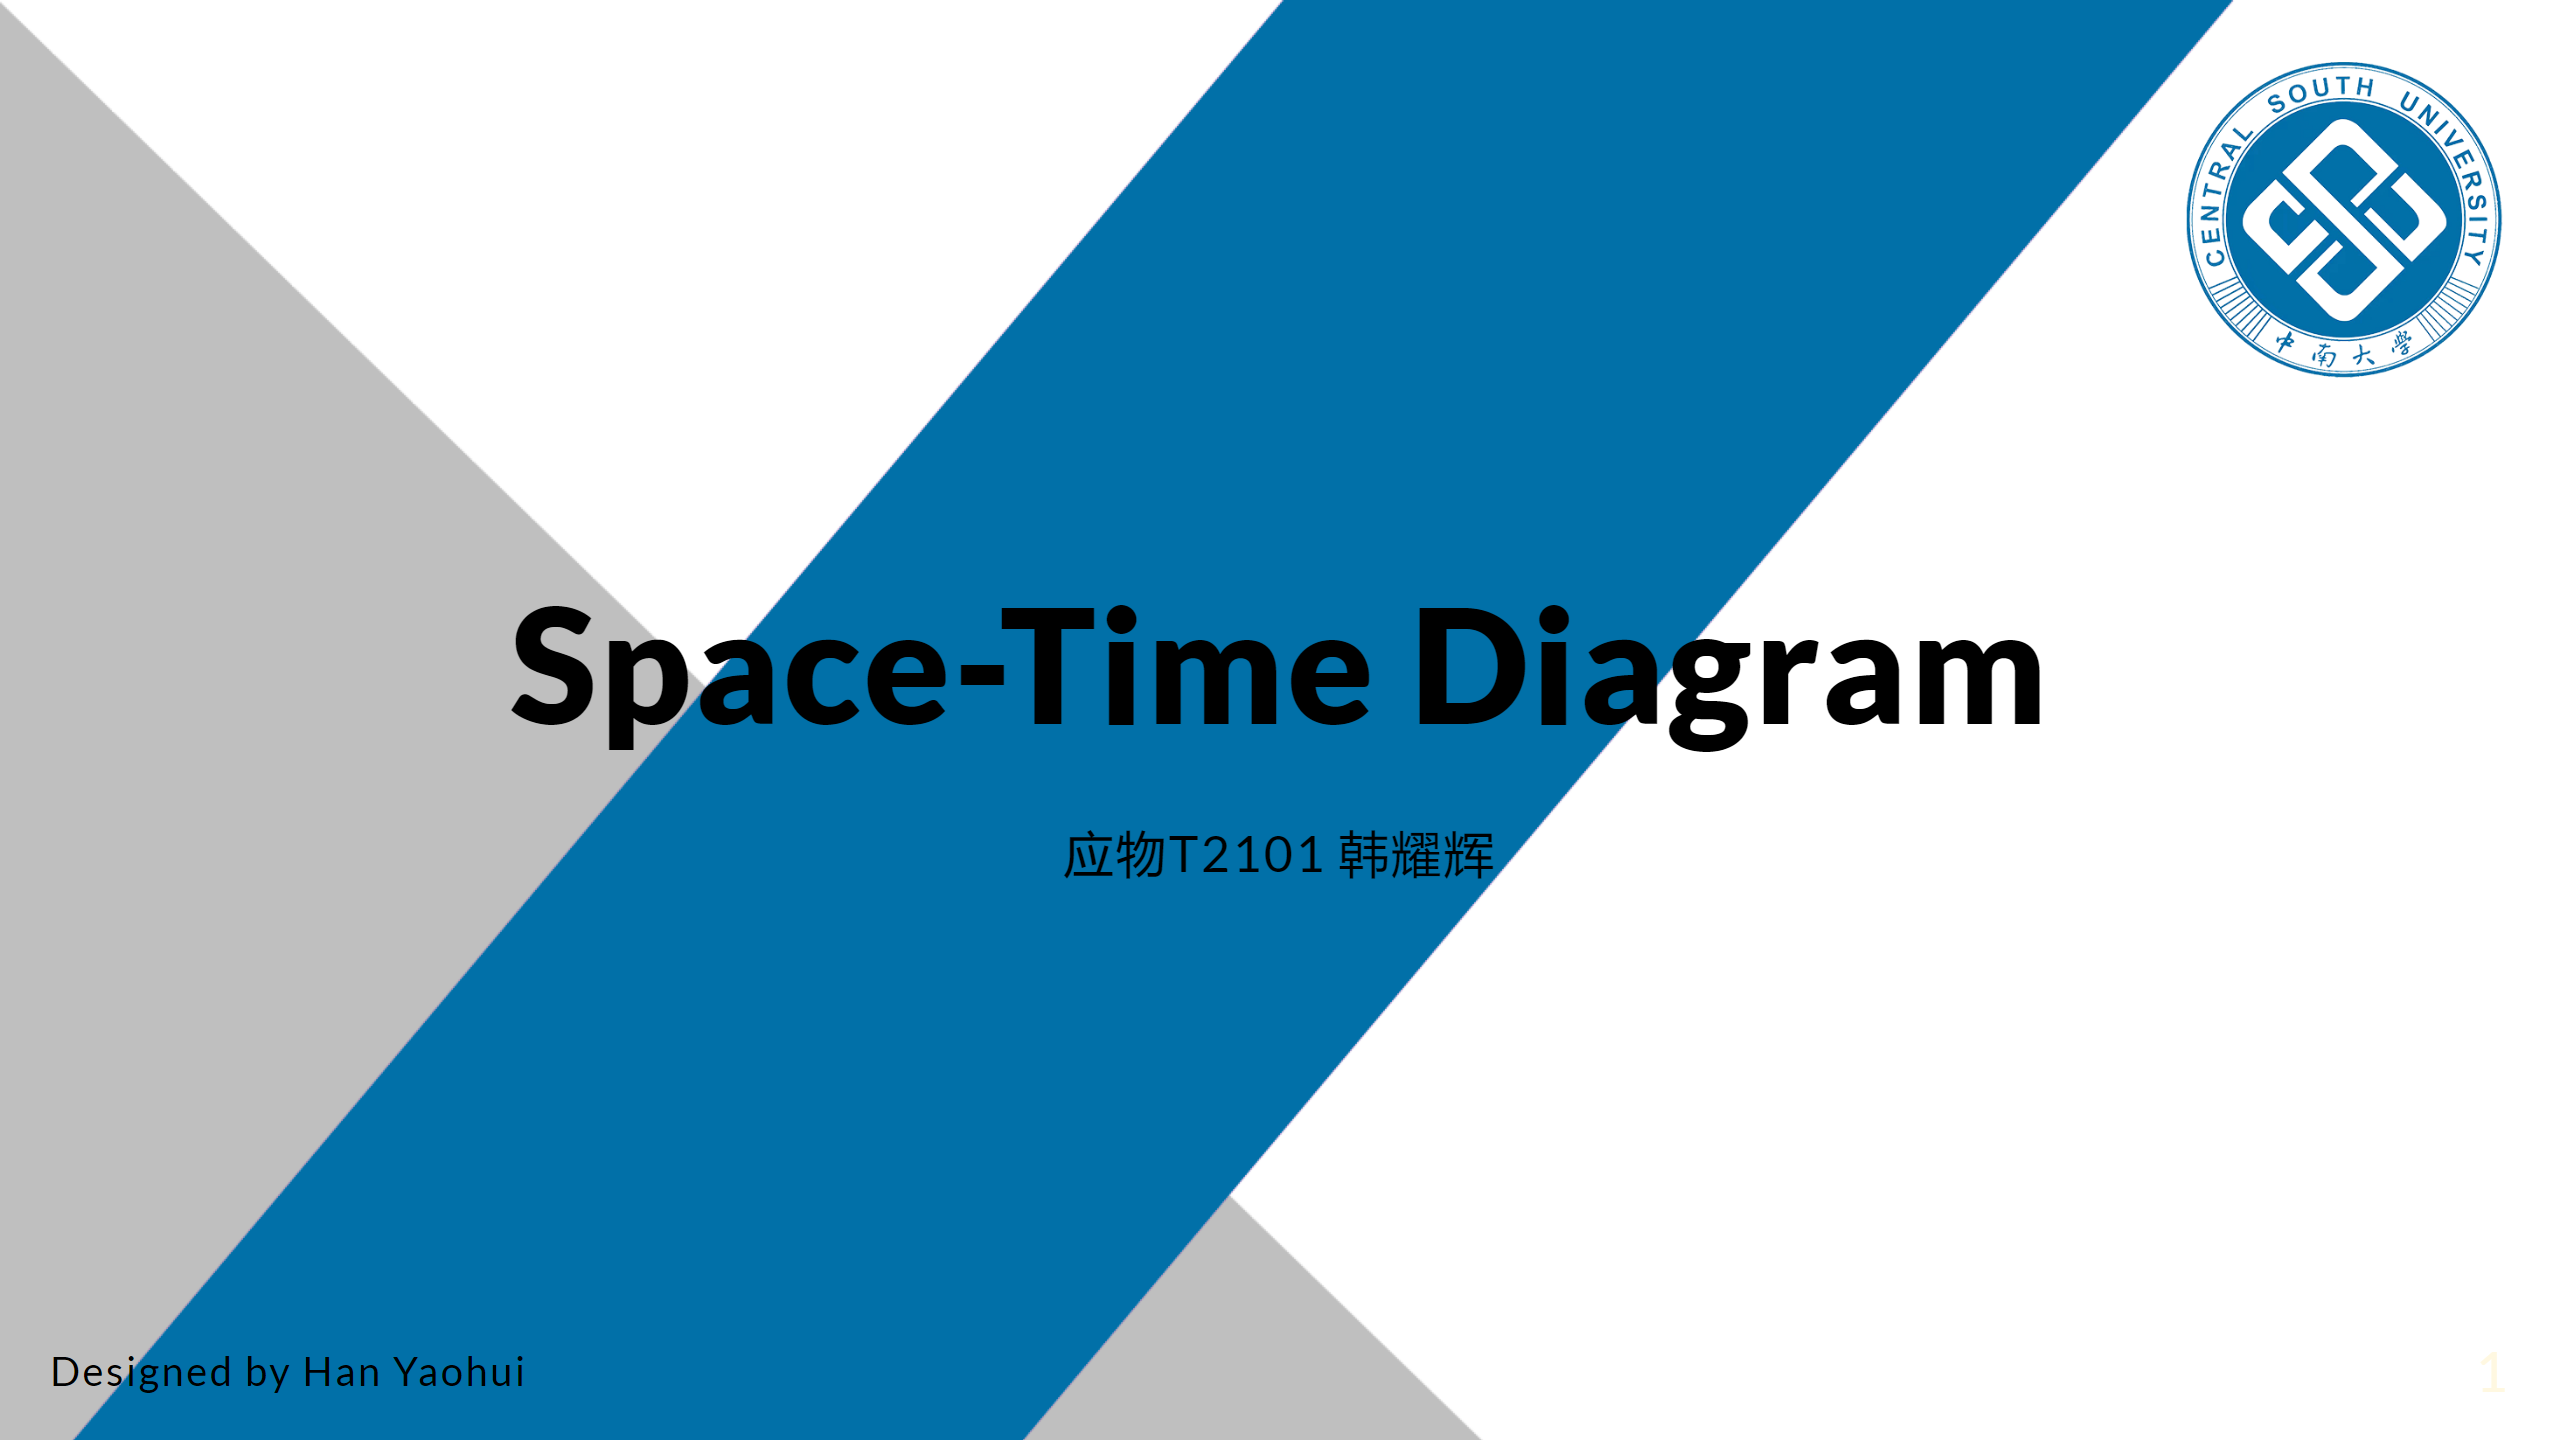 CENTRAL SOUTH UNIVERSITY
中南大學
Space-Time Diagram
应物T2101 韩耀辉
Designed by Han Yaohui
1